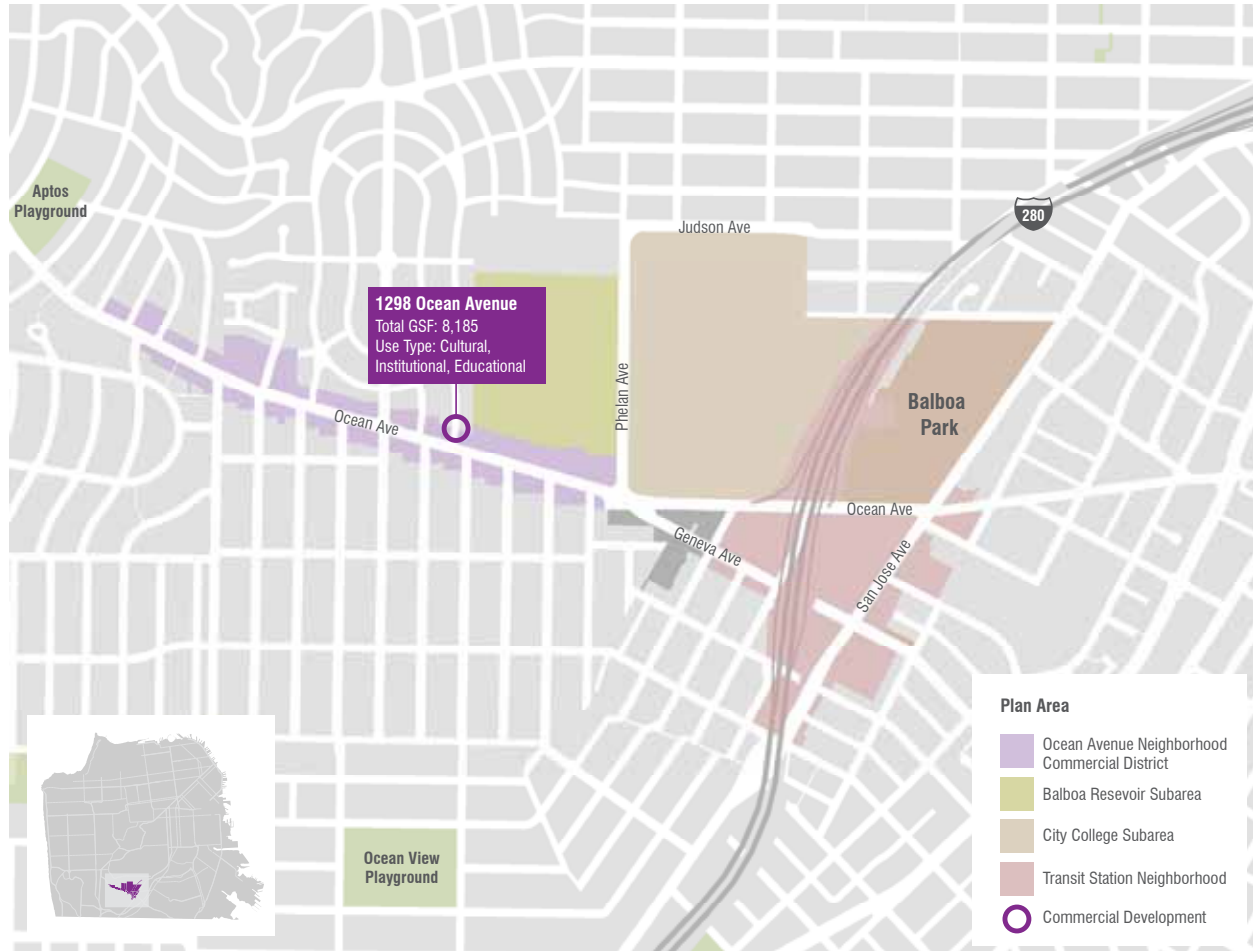 Judson Ave
280
Aptos
Playground
1298 Ocean Avenue
Total GSF: 8,185
Use Type: Cultural,
Institutional, Educational
Phelan Ave
Balboa
Park
Ocean Ave
Ocean Ave
Geneva Ave
San Jose Ave
Ocean View
Playground
Plan Area
Ocean Avenue Neighborhood
Commercial District
Balboa Resevoir Subarea
City College Subarea
Transit Station Neighborhood
Commercial Development